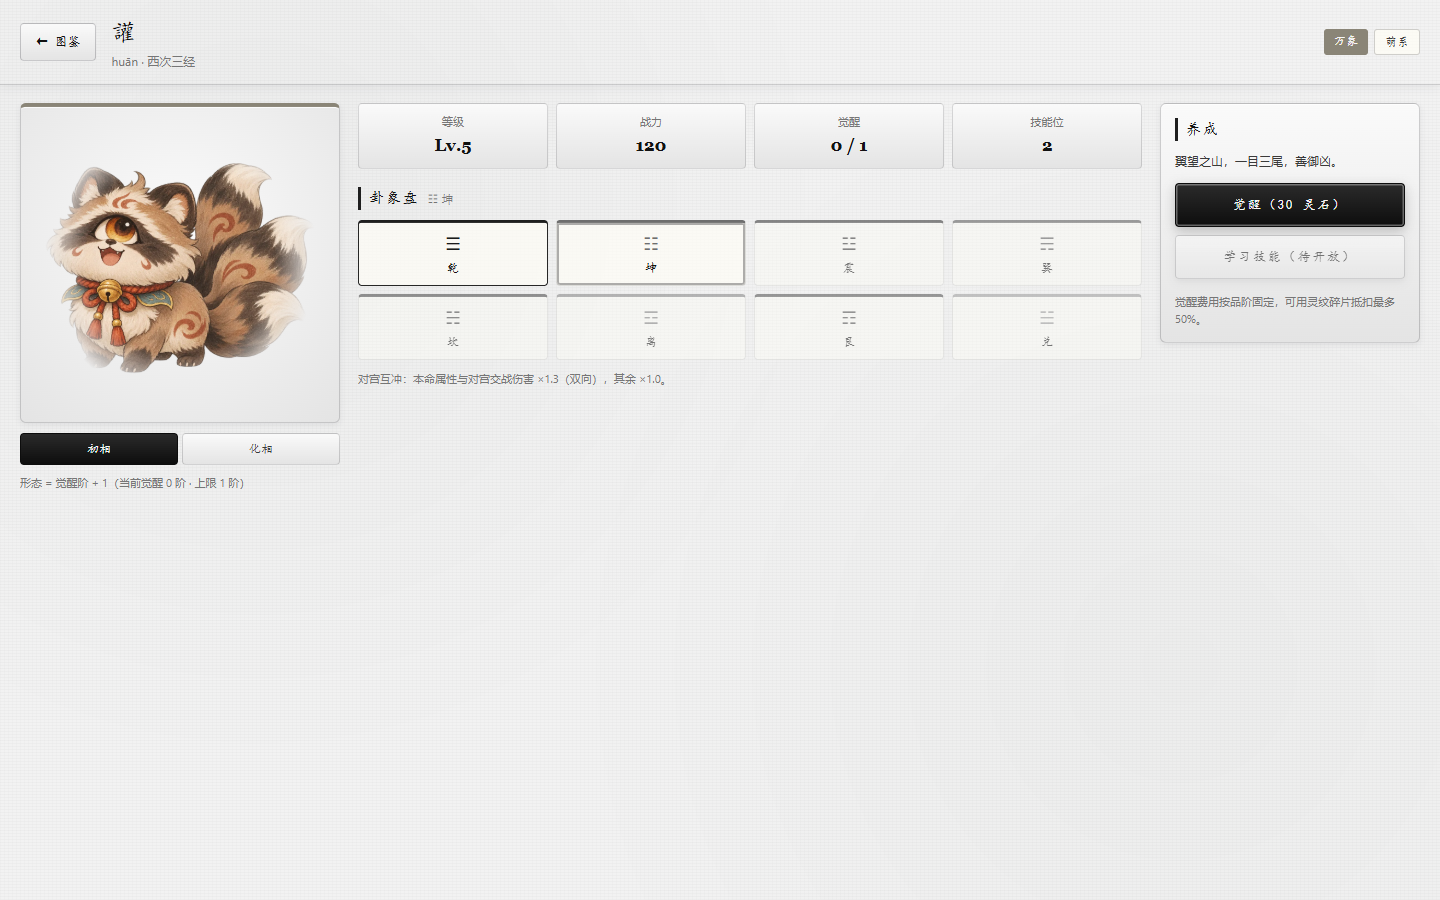 ← 图鉴
讙
huān · 西次三经
万象
萌系
等级
Lv.5
战力
120
觉醒
0 / 1
技能位
2
养成
翼望之山，一目三尾，善御凶。
觉醒（30 灵石）
学习技能（待开放）
觉醒费用按品阶固定，可用灵纹碎片抵扣最多
50%。
卦象盘 ☷ 坤
☰
乾
☷
坤
☳
震
☴
巽
☵
坎
☲
离
☶
艮
☱
兑
对宫互冲：本命属性与对宫交战伤害 ×1.3（双向），其余 ×1.0。
初相
化相
形态 = 觉醒阶 + 1（当前觉醒 0 阶 · 上限 1 阶）